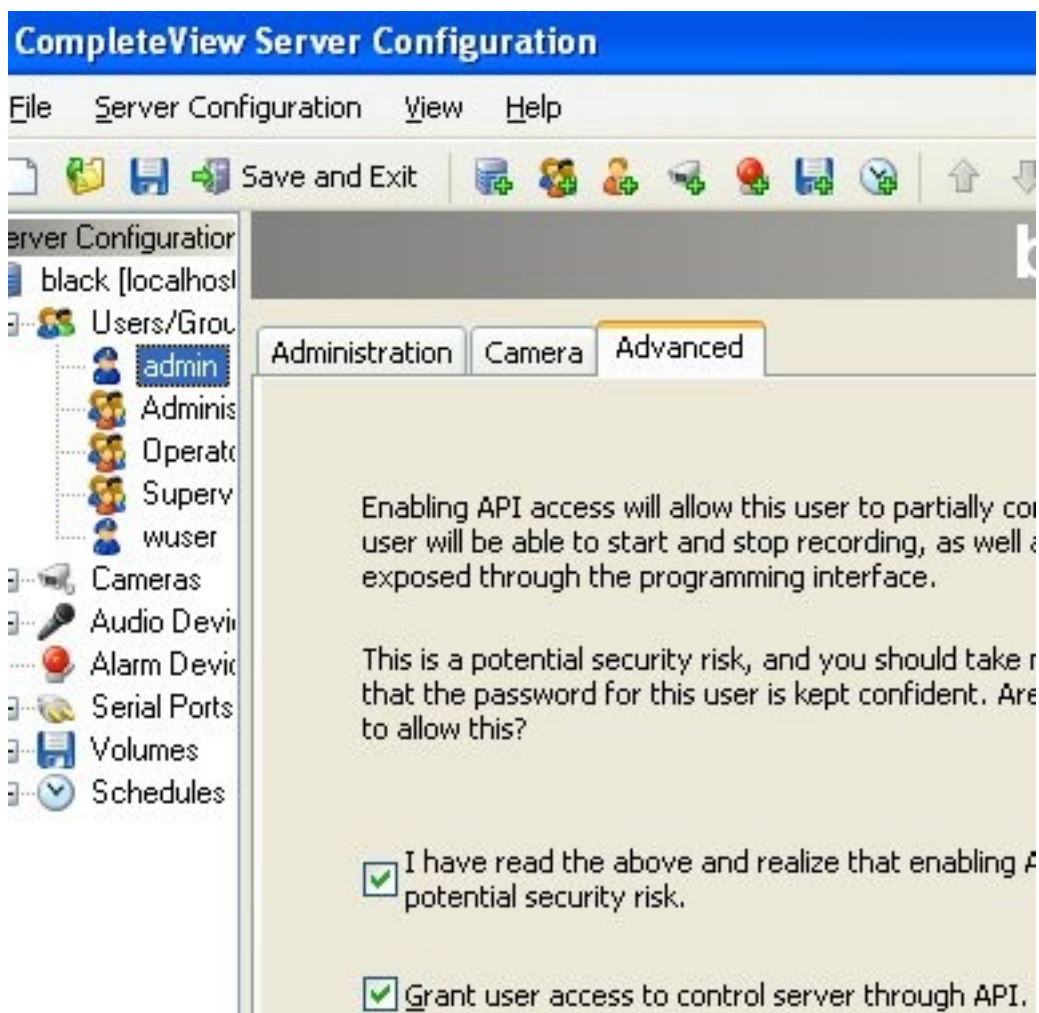 CompleteView Server Configuration
File Server Configuration View Help
Save and Exit
erver Configuration
black [localhost
Users/Grou
admin
Adminis
Operato
Superv
wuser
Cameras
Audio Devi
Alarm Devic
Serial Ports
Volumes
Schedules
b
Administration Camera Advanced
Enabling API access will allow this user to partially co
user will be able to start and stop recording, as well a
exposed through the programming interface.
This is a potential security risk, and you should take
that the password for this user is kept confident. Are
to allow this?
I have read the above and realize that enabling A
potential security risk.
Grant user access to control server through API.